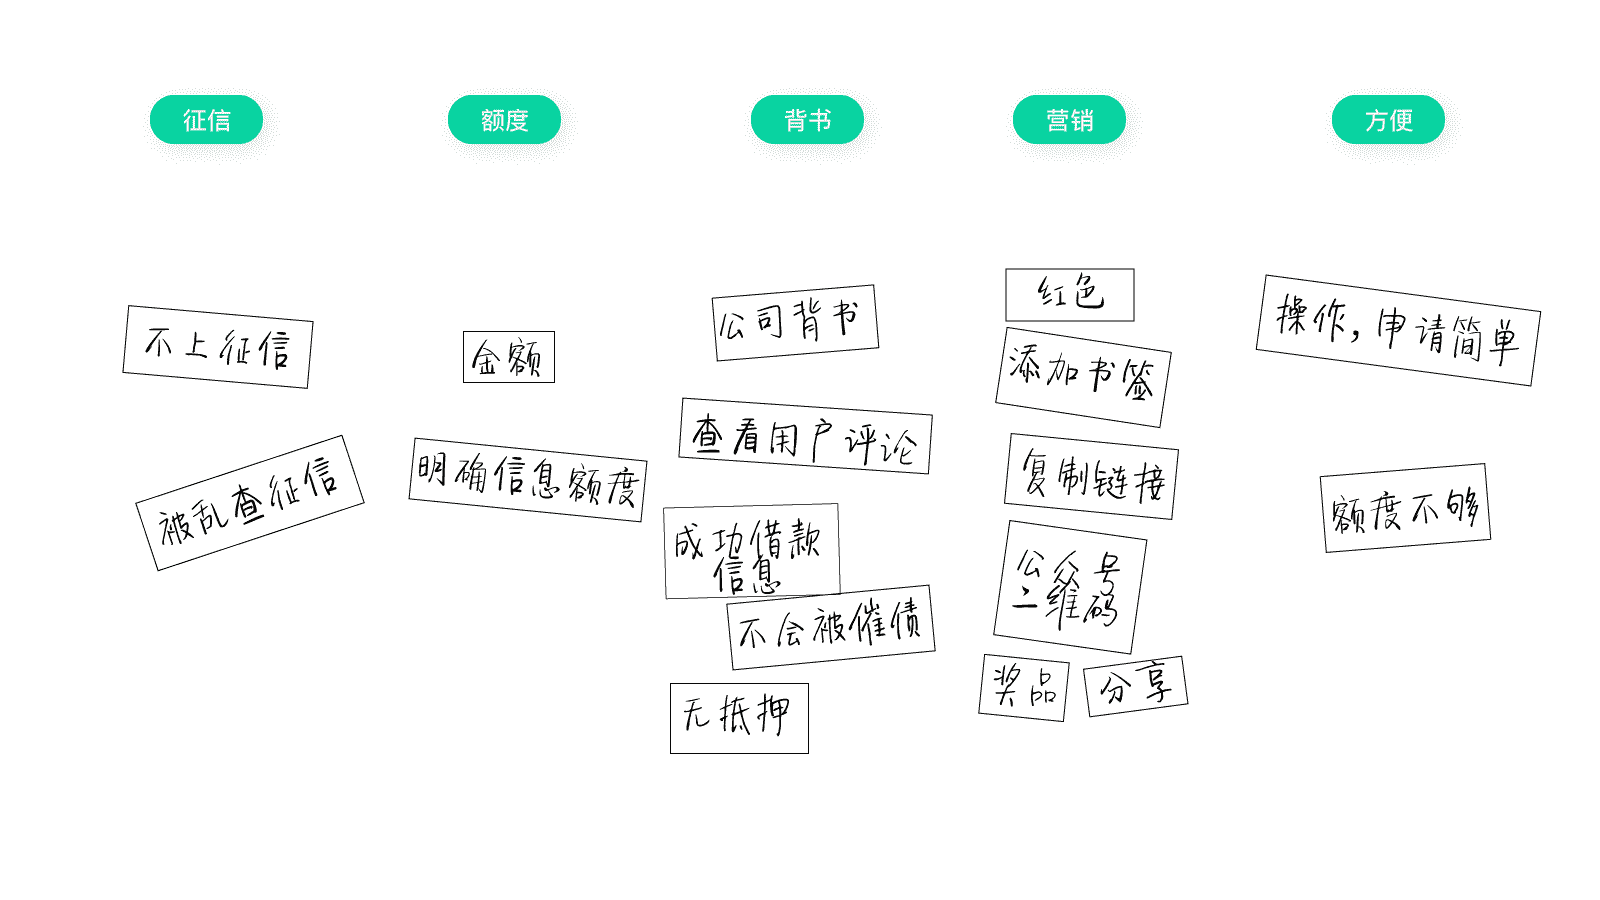 征信
额度
背书
营销
方便
不上征信
被乱查征信
金额
明确信息额度
公司背书
查看用户评论
成功借款
信息
不会被催债
无抵押
红色
添加书签
复制链接
公众号
二维码
奖品
分享
操作，申请简单
额度不够